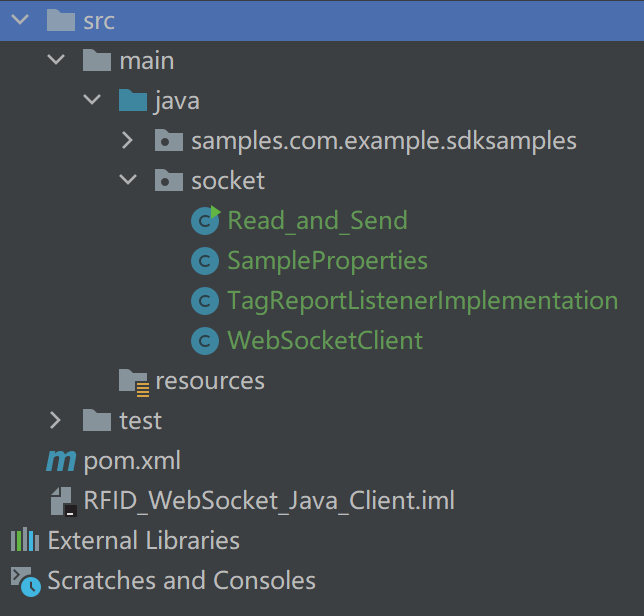 src
main
java
samples.com.example.sdksamples
socket
C Read_and_Send
C SampleProperties
C TagReportListenerImplementation
C WebSocketClient
resources
test
m pom.xml
RFID_WebSocket_Java_Client.iml
External Libraries
Scratches and Consoles